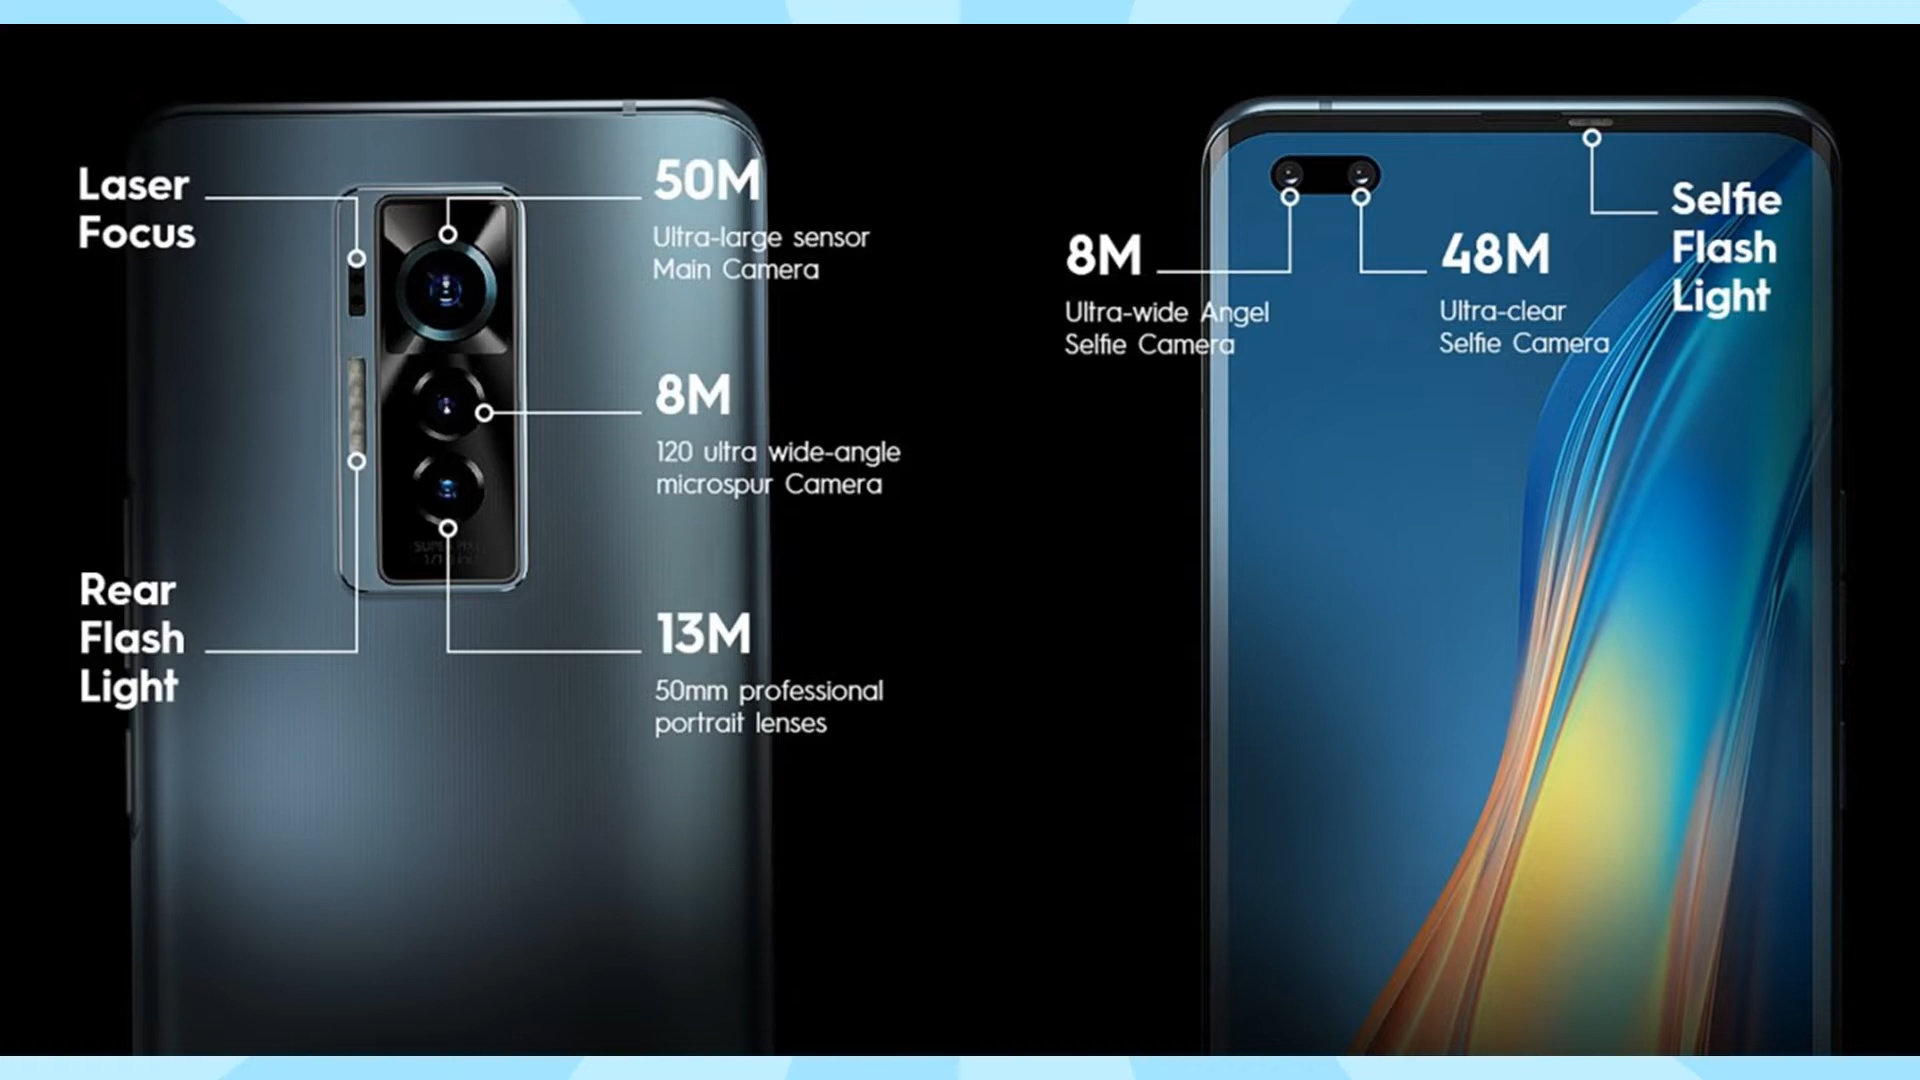 Laser
Focus
50M
Ultra-large sensor
Main Camera
8M
120 ultra wide-angle
microspur Camera
Rear
Flash
Light
13M
50mm professional
portrait lenses
8M
Ultra-wide Angel
Selfie Camera
48M
Ultra-clear
Selfie Camera
Selfie
Flash
Light